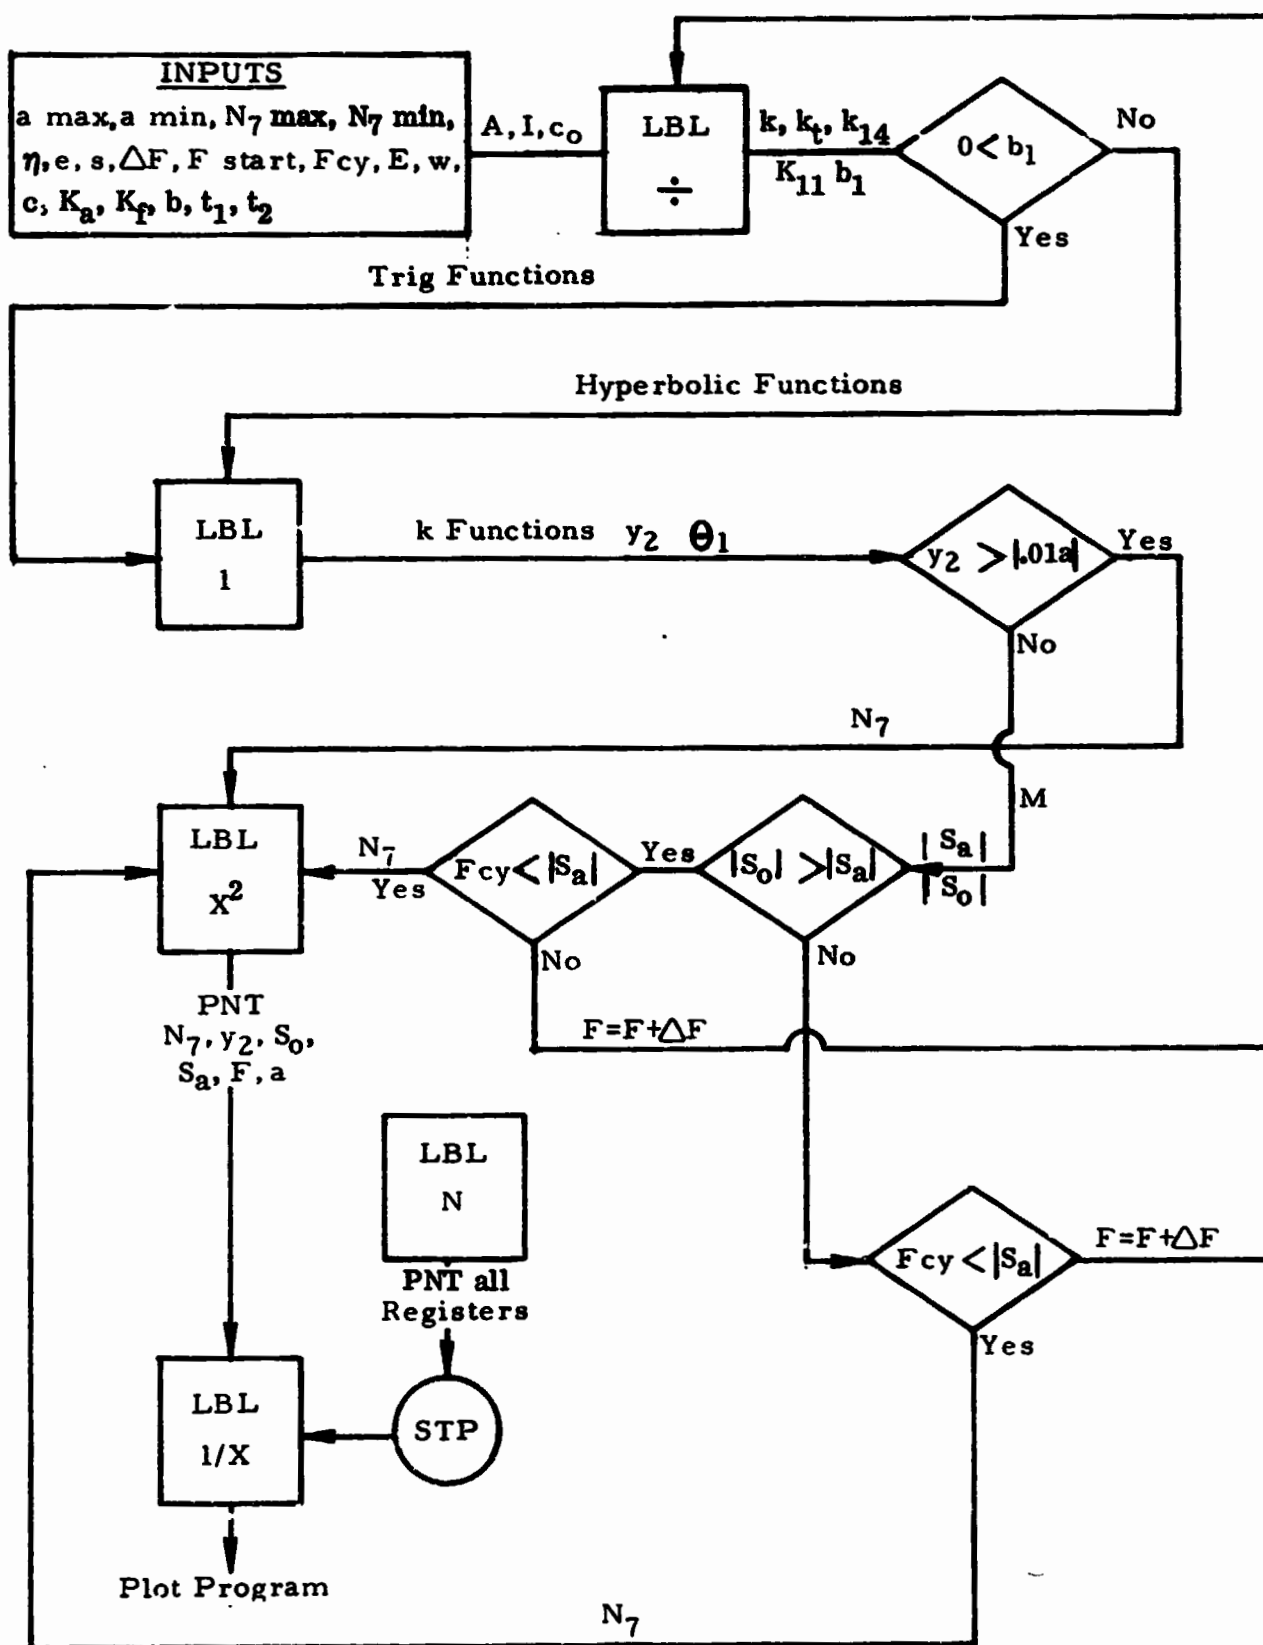 INPUTS
a max, a min, N7 max, N7 min,
η, e, s, △F, F start, Fcy, E, w,
c, Ka, Kf, b, t1, t2
A, I, co
LBL
÷
k, kt, k14
K11 b1
0 < b1
No
Yes
Trig Functions
Hyperbolic Functions
LBL
1
k Functions y2 θ1
y2 > |.01a|
Yes
No
N7
M
LBL
X²
N7
Yes
Fcy < |Sa|
Yes
|So| > |Sa|
| Sa |
| So |
No
No
PNT
N7, y2, So,
Sa, F, a
F=F+△F
LBL
N
PNT all
Registers
Fcy < |Sa|
F=F+△F
Yes
LBL
1/X
STP
Plot Program
N7